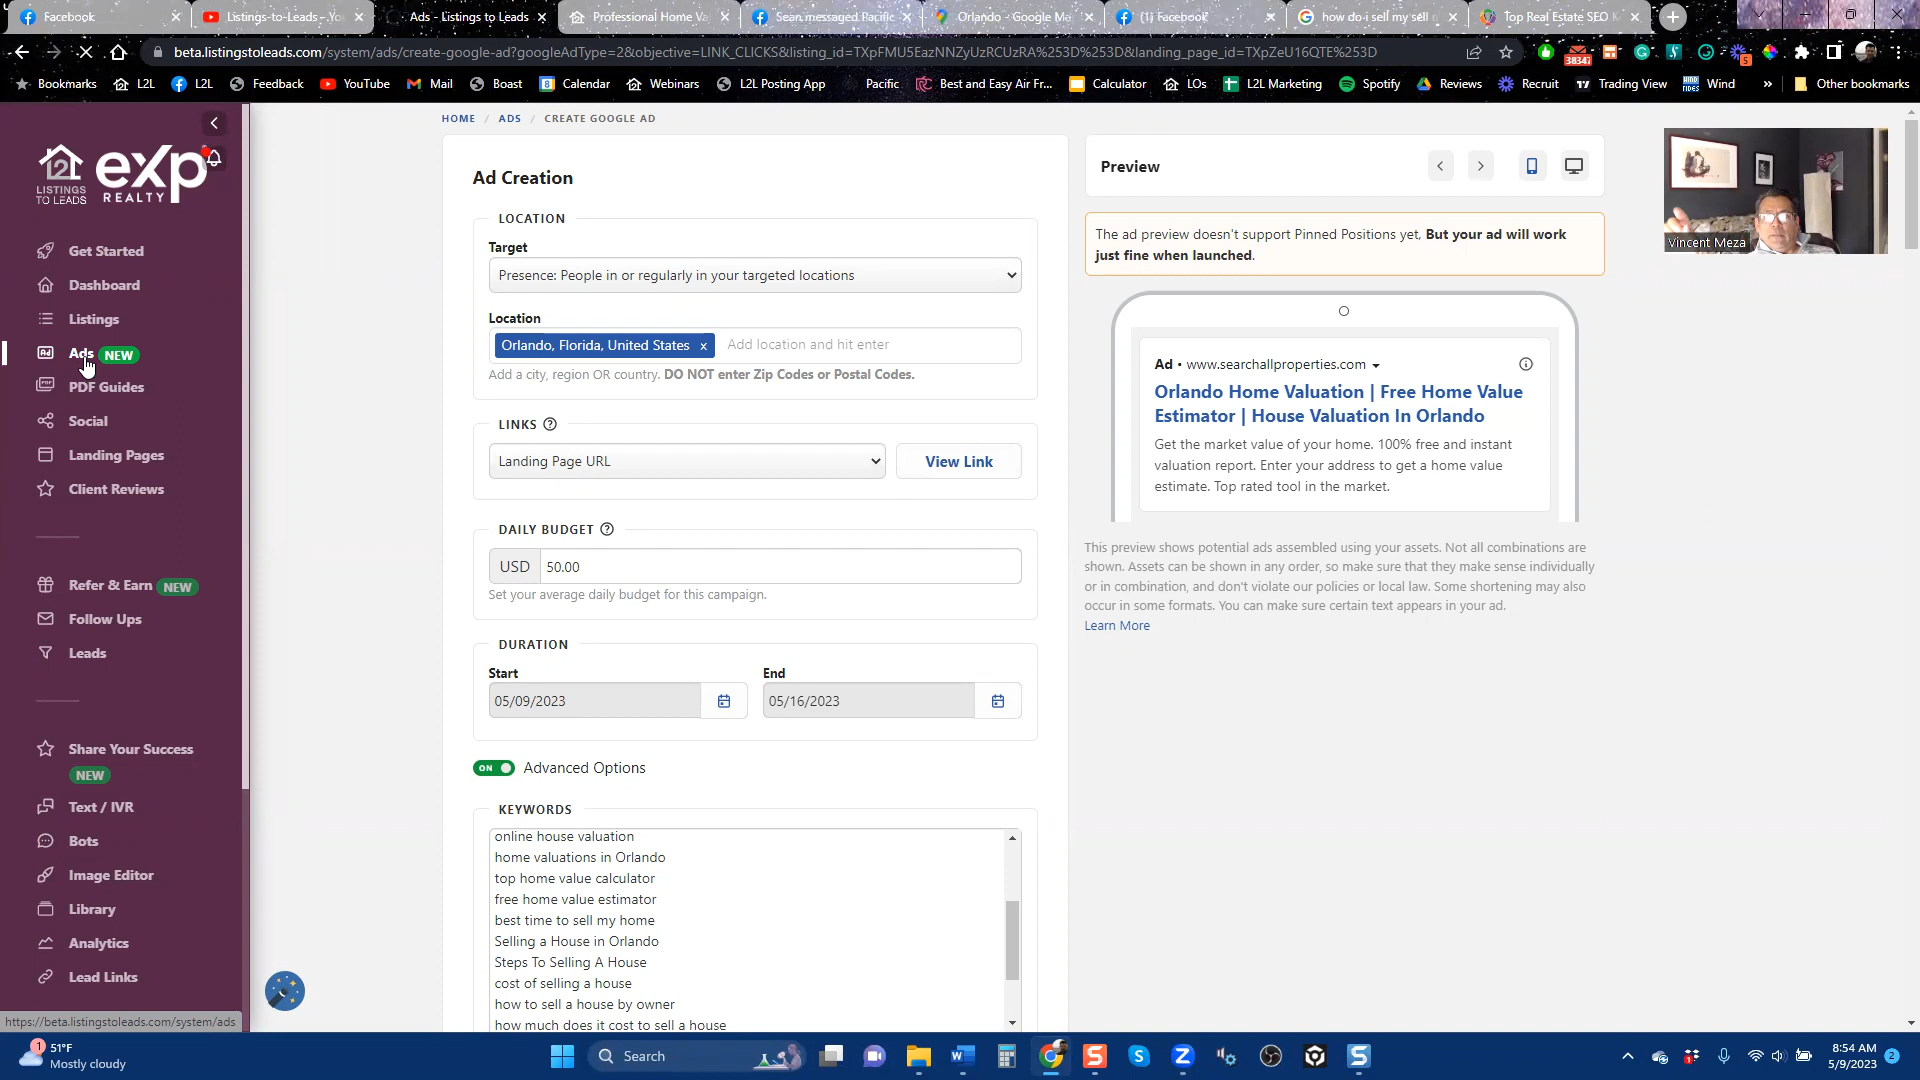 Facebook
Listings-to-Leads - Yo
Ads - Listings to Leads
Professional Home Va
Sean messaged Pacific
Orlando - Google Ma
(1) Facebook
how do i sell my sell
Top Real Estate SEO K
beta.listingstoleads.com/system/ads/create-google-ad?googleAdType=2&objective=LINK_CLICKS&listing_id=TXpFMU5EazNNZyUzRCUzRA%253D%253D&landing_page_id=TXpZeU16QTE%253D
38347
5
Bookmarks
L2L
L2L
Feedback
YouTube
Mail
Boast
Calendar
Webinars
L2L Posting App
Pacific
Best and Easy Air Fr...
Calculator
LOs
L2L Marketing
Spotify
Reviews
Recruit
Trading View
Wind
»
Other bookmarks
L2L
LISTINGS
TO LEADS
eXp
REALTY
Get Started
Dashboard
Listings
Ads NEW
PDF Guides
Social
Landing Pages
Client Reviews
Refer & Earn NEW
Follow Ups
Leads
Share Your Success
NEW
Text / IVR
Bots
Image Editor
Library
Analytics
Lead Links
https://beta.listingstoleads.com/system/ads
HOME / ADS / CREATE GOOGLE AD
Ad Creation
LOCATION
Target
Presence: People in or regularly in your targeted locations
Location
Orlando, Florida, United States x
Add location and hit enter
Add a city, region OR country. DO NOT enter Zip Codes or Postal Codes.
LINKS
Landing Page URL
View Link
DAILY BUDGET
USD 50.00
Set your average daily budget for this campaign.
DURATION
Start
05/09/2023
End
05/16/2023
ON Advanced Options
KEYWORDS
online house valuation
home valuations in Orlando
top home value calculator
free home value estimator
best time to sell my home
Selling a House in Orlando
Steps To Selling A House
cost of selling a house
how to sell a house by owner
how much does it cost to sell a house
Preview
The ad preview doesn't support Pinned Positions yet, But your ad will work
just fine when launched.
Ad • www.searchallproperties.com
Orlando Home Valuation | Free Home Value
Estimator | House Valuation In Orlando
Get the market value of your home. 100% free and instant
valuation report. Enter your address to get a home value
estimate. Top rated tool in the market.
This preview shows potential ads assembled using your assets. Not all combinations are
shown. Assets can be shown in any order, so make sure that they make sense individually
or in combination, and don't violate our policies or local law. Some shortening may also
occur in some formats. You can make sure certain text appears in your ad.
Learn More
Vincent Meza
1
51°F
Mostly cloudy
Search
8:54 AM
5/9/2023
2